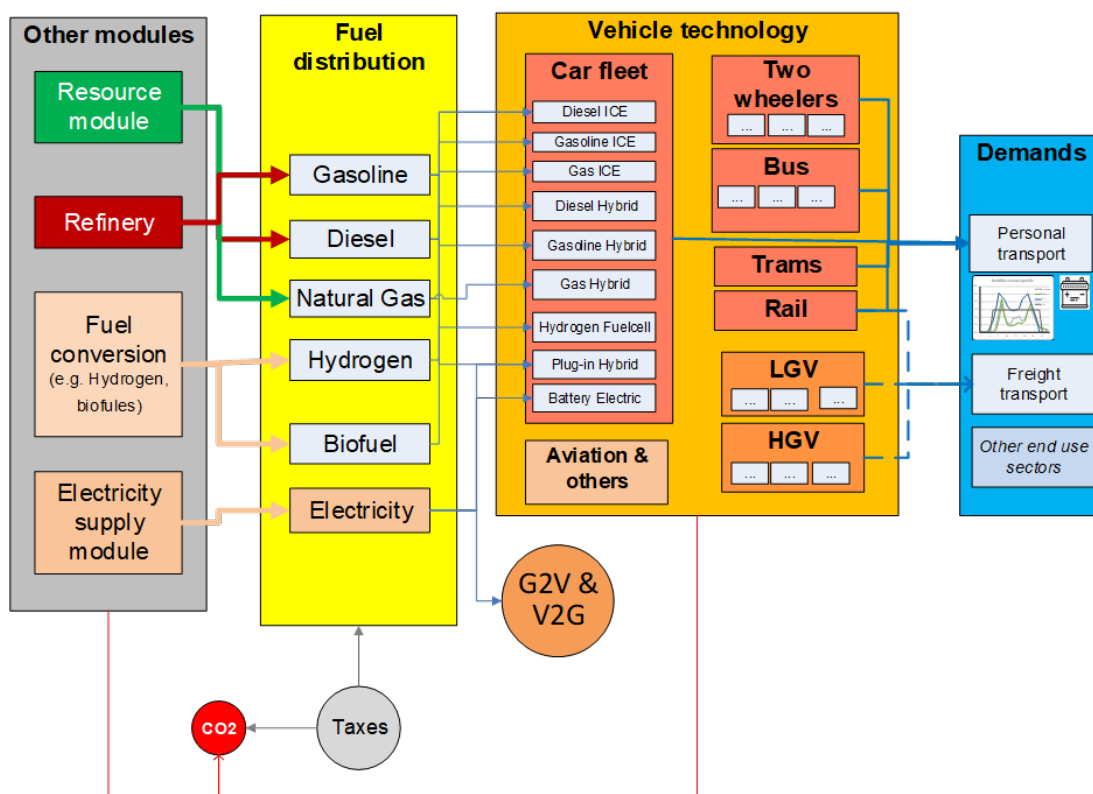 Other modules
Resource
module
Refinery
Fuel
conversion
(e.g. Hydrogen,
biofules)
Electricity
supply
module
Fuel
distribution
Gasoline
Diesel
Natural Gas
Hydrogen
Biofuel
Electricity
Vehicle technology
Car fleet
Diesel ICE
Gasoline ICE
Gas ICE
Diesel Hybrid
Gasoline Hybrid
Gas Hybrid
Hydrogen Fuelcell
Plug-in Hybrid
Battery Electric
Aviation &
others
Two
wheelers
... ... ...
Bus
... ... ...
Trams
Rail
LGV
... ... ...
HGV
... ... ...
Demands
Personal
transport
Freight
transport
Other end use
sectors
G2V &
V2G
Taxes
CO2